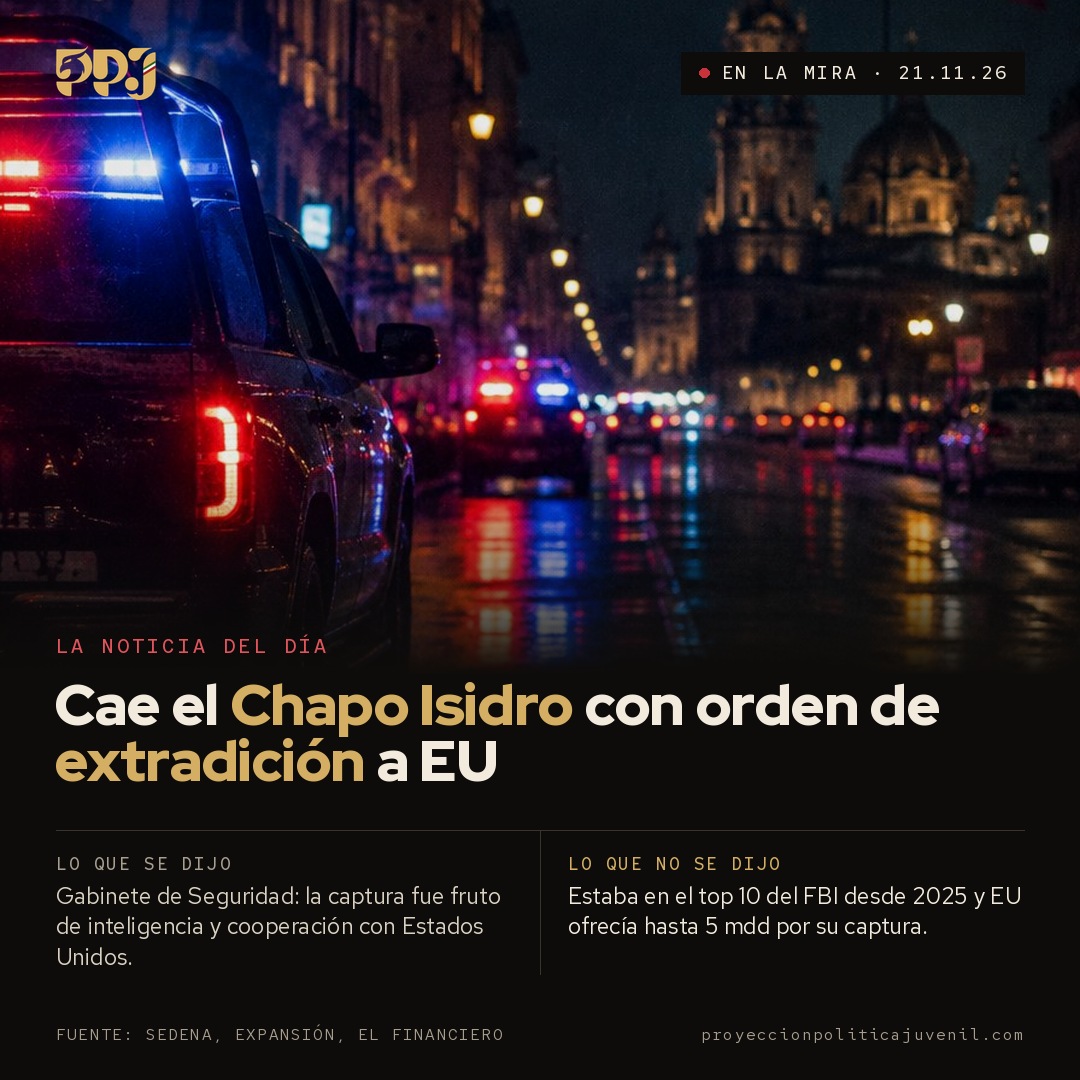 PPJ
EN LA MIRA · 21.11.26
LA NOTICIA DEL DÍA
Cae el Chapo Isidro con orden de
extradición a EU
LO QUE SE DIJO
Gabinete de Seguridad: la captura fue fruto
de inteligencia y cooperación con Estados
Unidos.
LO QUE NO SE DIJO
Estaba en el top 10 del FBI desde 2025 y EU
ofrecía hasta 5 mdd por su captura.
FUENTE: SEDENA, EXPANSIÓN, EL FINANCIERO
proyeccionpoliticajuvenil.com